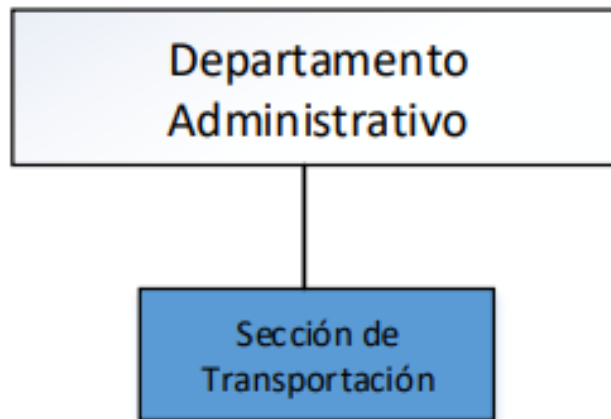 Departamento
Administrativo
Sección de
Transportación